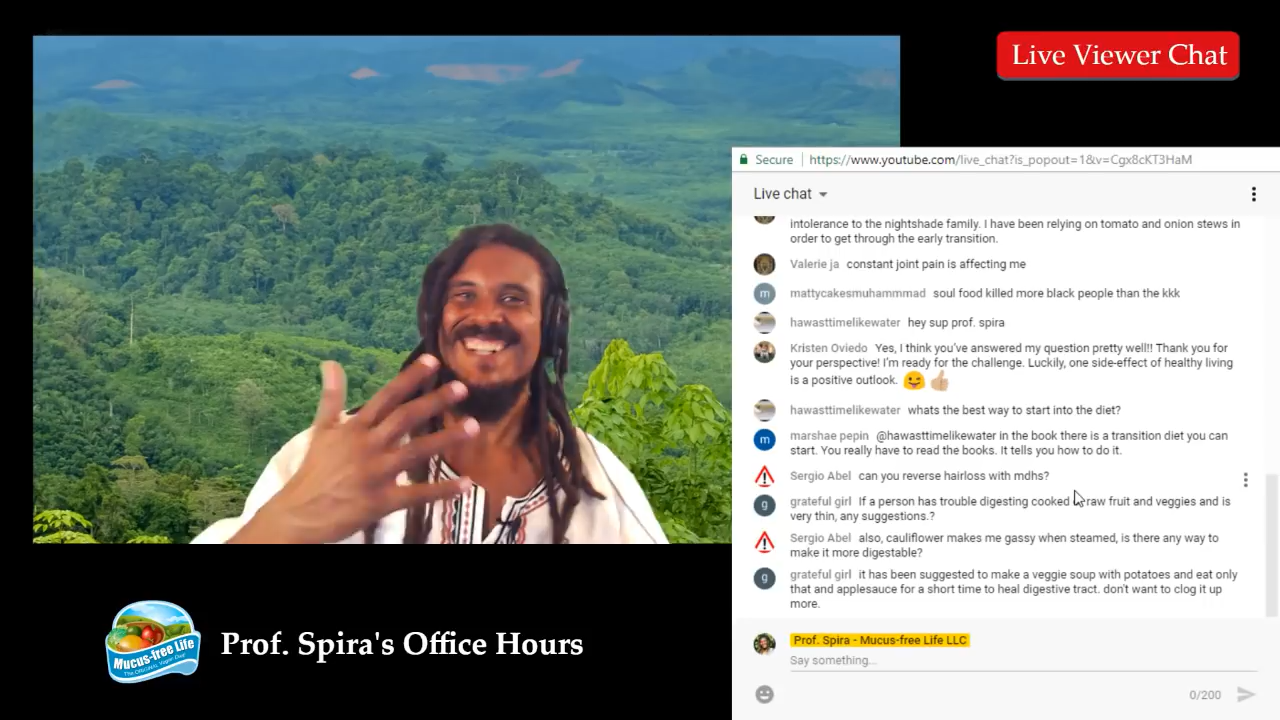 Live Viewer Chat
Secure https://www.youtube.com/live_chat?is_popout=1&v=Cgx8cKT3HaM
Live chat
intolerance to the nightshade family. I have been relying on tomato and onion stews in
order to get through the early transition.
Valerie ja constant joint pain is affecting me
m mattycakesmuhammmad soul food killed more black people than the kkk
hawasttimelikewater hey sup prof. spira
Kristen Oviedo Yes, I think you've answered my question pretty well!! Thank you for
your perspective! I'm ready for the challenge. Luckily, one side-effect of healthy living
is a positive outlook.
hawasttimelikewater whats the best way to start into the diet?
m marshae pepin @hawasttimelikewater in the book there is a transition diet you can
start. You really have to read the books. It tells you how to do it.
Sergio Abel can you reverse hairloss with mdhs?
g grateful girl If a person has trouble digesting cooked raw fruit and veggies and is
very thin, any suggestions.?
Sergio Abel also, cauliflower makes me gassy when steamed, is there any way to
make it more digestable?
g grateful girl it has been suggested to make a veggie soup with potatoes and eat only
that and applesauce for a short time to heal digestive tract. don't want to clog it up
more.
Prof. Spira - Mucus-free Life LLC
Say something...
0/200
Mucus-free Life
The ORIGINAL Vegan Diet
Prof. Spira's Office Hours